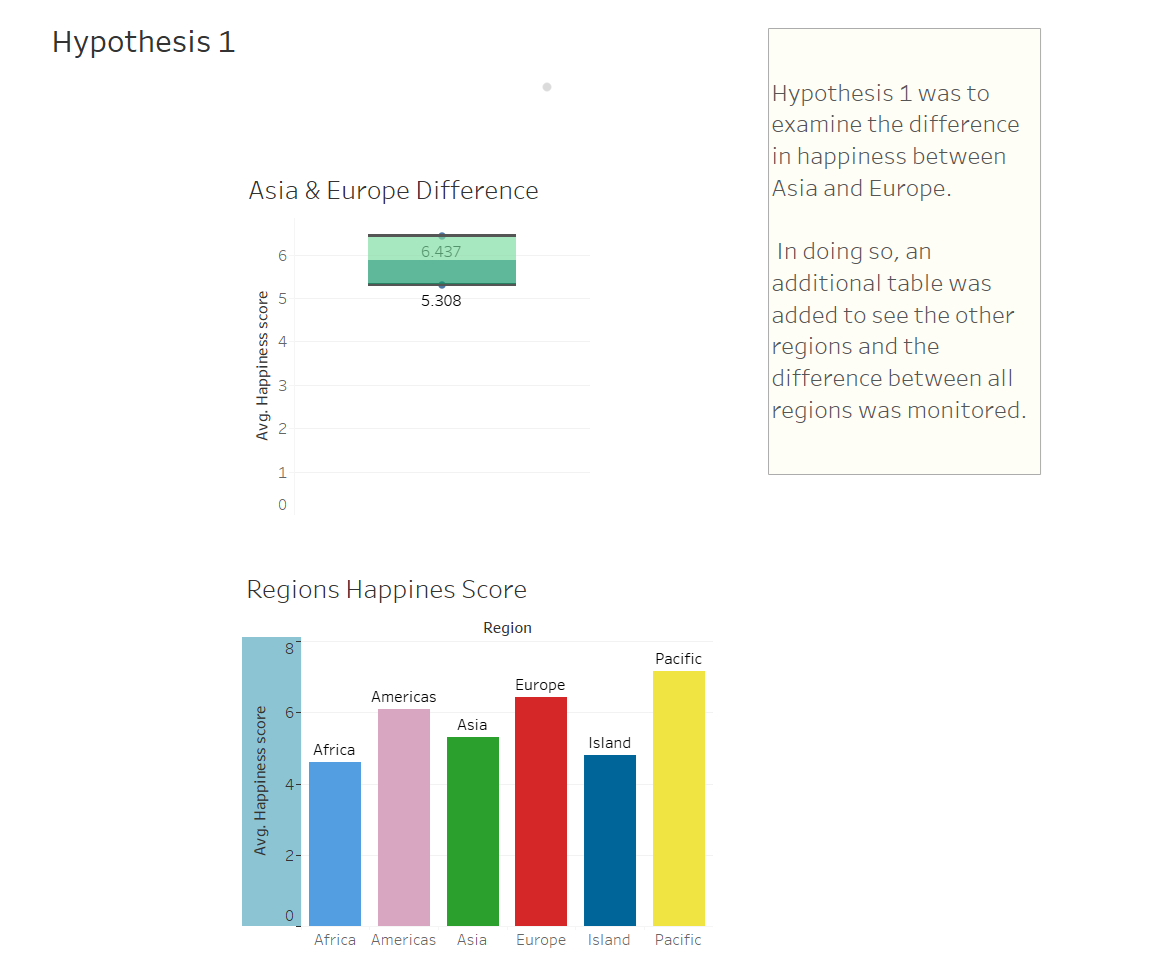 Hypothesis 1
Hypothesis 1 was to
examine the difference
in happiness between
Asia and Europe.
In doing so, an
additional table was
added to see the other
regions and the
difference between all
regions was monitored.
Asia & Europe Difference
Avg. Happiness score
6
5
4
3
2
1
0
6.437
5.308
Regions Happines Score
Region
Avg. Happiness score
8
6
4
2
0
Africa
Americas
Asia
Europe
Island
Pacific
Africa Americas Asia Europe Island Pacific